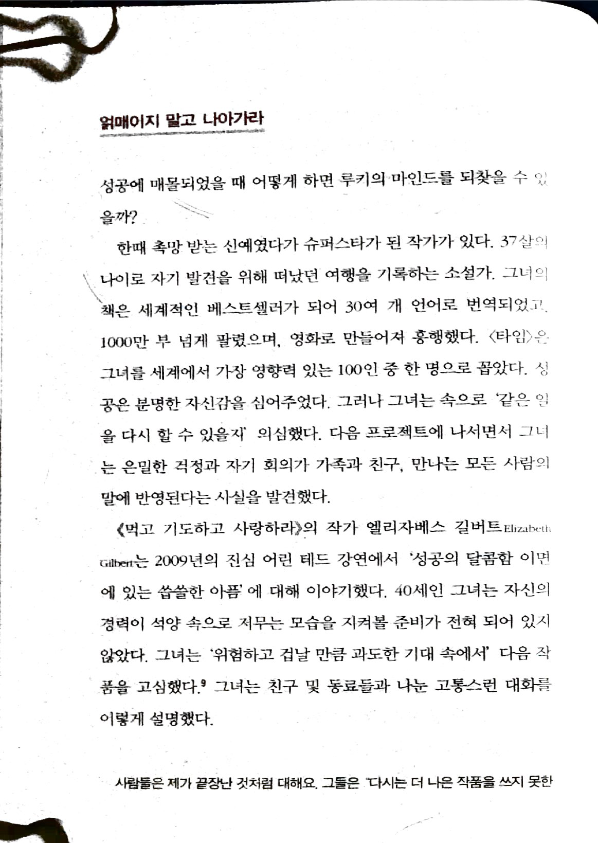 얽매이지 말고 나아가라
성공에 매몰되었을 때 어떻게 하면 루키의 마인드를 되찾을 수 있
을까?
한때 촉망 받는 신예였다가 슈퍼스타가 된 작가가 있다. 37살의
나이로 자기 발견을 위해 떠났던 여행을 기록하는 소설가. 그녀의
책은 세계적인 베스트셀러가 되어 30여 개 언어로 번역되었고,
1000만 부 넘게 팔렸으며, 영화로 만들어져 흥행했다. 〈타임〉은
그녀를 세계에서 가장 영향력 있는 100인 중 한 명으로 꼽았다. 성
공은 분명한 자신감을 심어주었다. 그러나 그녀는 속으로 ‘같은 일
을 다시 할 수 있을지’ 의심했다. 다음 프로젝트에 나서면서 그녀
는 은밀한 걱정과 자기 회의가 가족과 친구, 만나는 모든 사람의
말에 반영된다는 사실을 발견했다.
《먹고 기도하고 사랑하라》의 작가 엘리자베스 길버트Elizabeth
Gilbert는 2009년의 진심 어린 테드 강연에서 ‘성공의 달콤함 이면
에 있는 씁쓸한 아픔’에 대해 이야기했다. 40세인 그녀는 자신의
경력이 석양 속으로 저무는 모습을 지켜볼 준비가 전혀 되어 있지
않았다. 그녀는 ‘위험하고 겁날 만큼 과도한 기대 속에서’ 다음 작
품을 고심했다.9 그녀는 친구 및 동료들과 나눈 고통스런 대화를
이렇게 설명했다.
사람들은 제가 끝장난 것처럼 대해요. 그들은 “다시는 더 나은 작품을 쓰지 못한